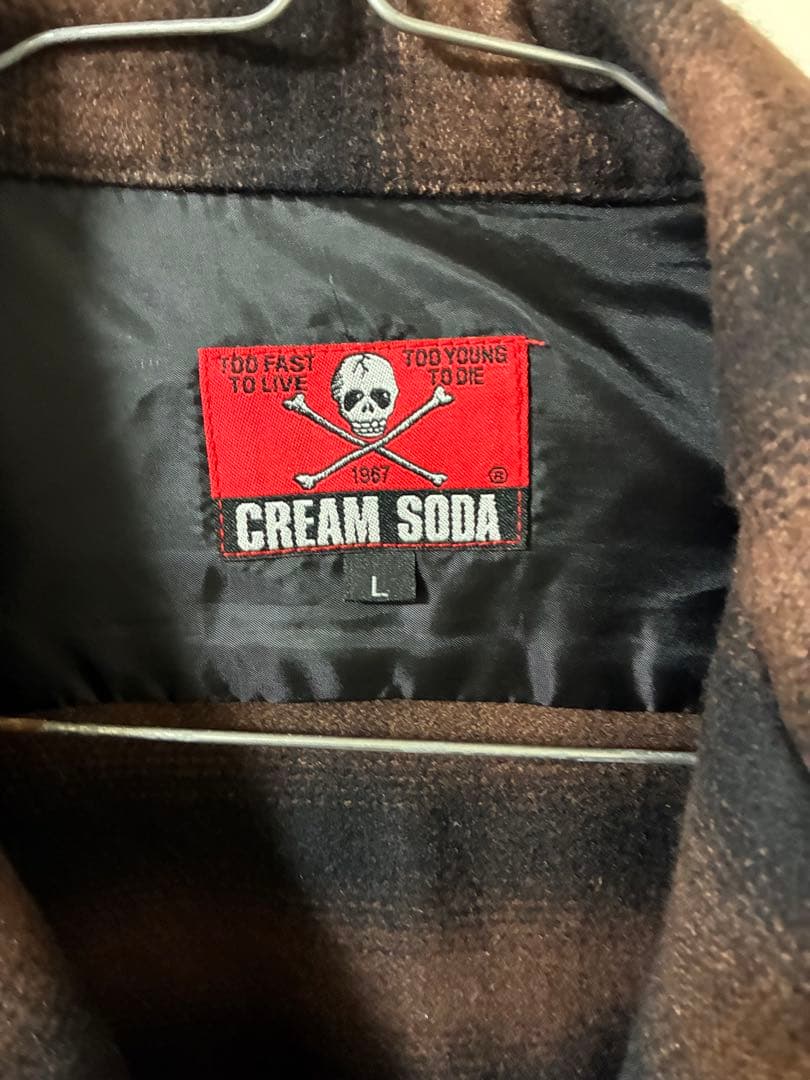 TOO FAST TOO YOUNG
TO LIVE TO DIE
1967 ®
CREAM SODA
L